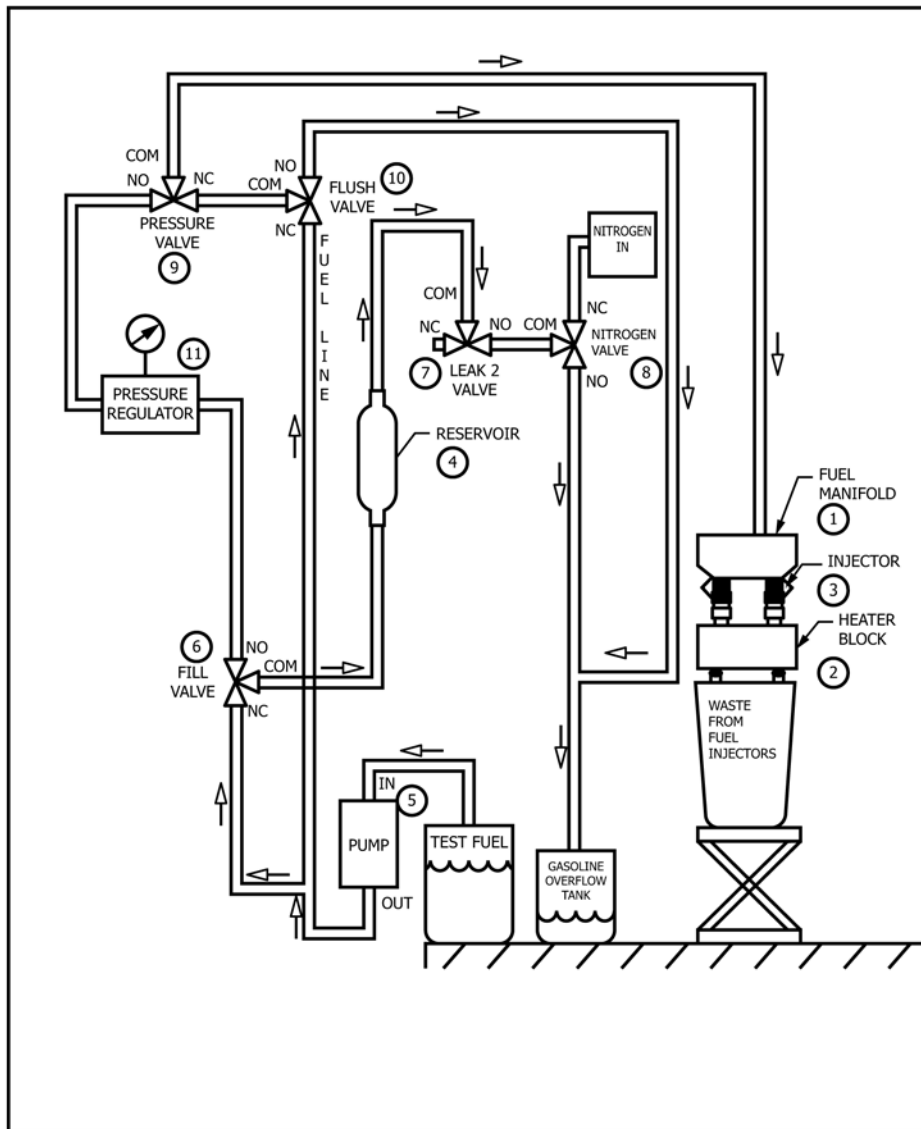 COM
NO
NC
PRESSURE
VALVE
9
COM
NO
NC
FLUSH
VALVE
10
FUEL LINE
NITROGEN
IN
COM
NC
NO
7
LEAK 2
VALVE
COM
NC
NO
NITROGEN
VALVE
8
11
PRESSURE
REGULATOR
RESERVOIR
4
FUEL
MANIFOLD
1
INJECTOR
3
HEATER
BLOCK
2
6
FILL
VALVE
NO
COM
NC
WASTE
FROM
FUEL
INJECTORS
IN
5
PUMP
OUT
TEST FUEL
GASOLINE
OVERFLOW
TANK